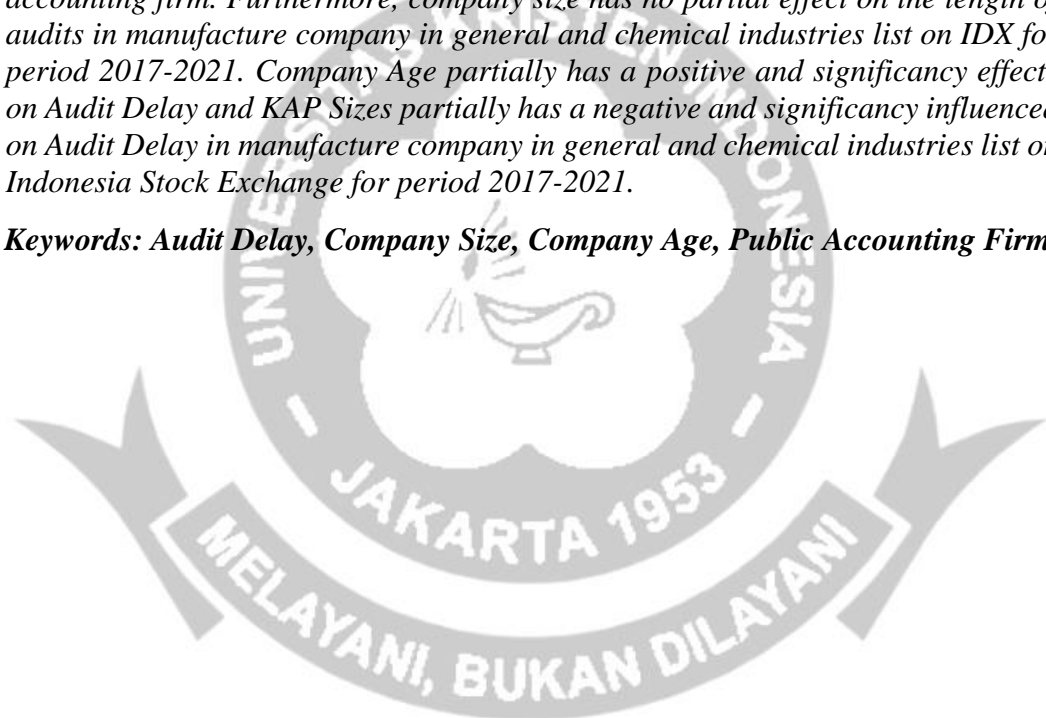 accounting firm. Furthermore, company size has no partial effect on the length of
audits in manufacture company in general and chemical industries list on IDX for
period 2017-2021. Company Age partially has a positive and significancy effect
on Audit Delay and KAP Sizes partially has a negative and significancy influenced
on Audit Delay in manufacture company in general and chemical industries list on
Indonesia Stock Exchange for period 2017-2021.
Keywords: Audit Delay, Company Size, Company Age, Public Accounting Firm
UNIVERSITAS KRISTEN INDONESIA
- JAKARTA 1953 -
MELAYANI, BUKAN DILAYANI